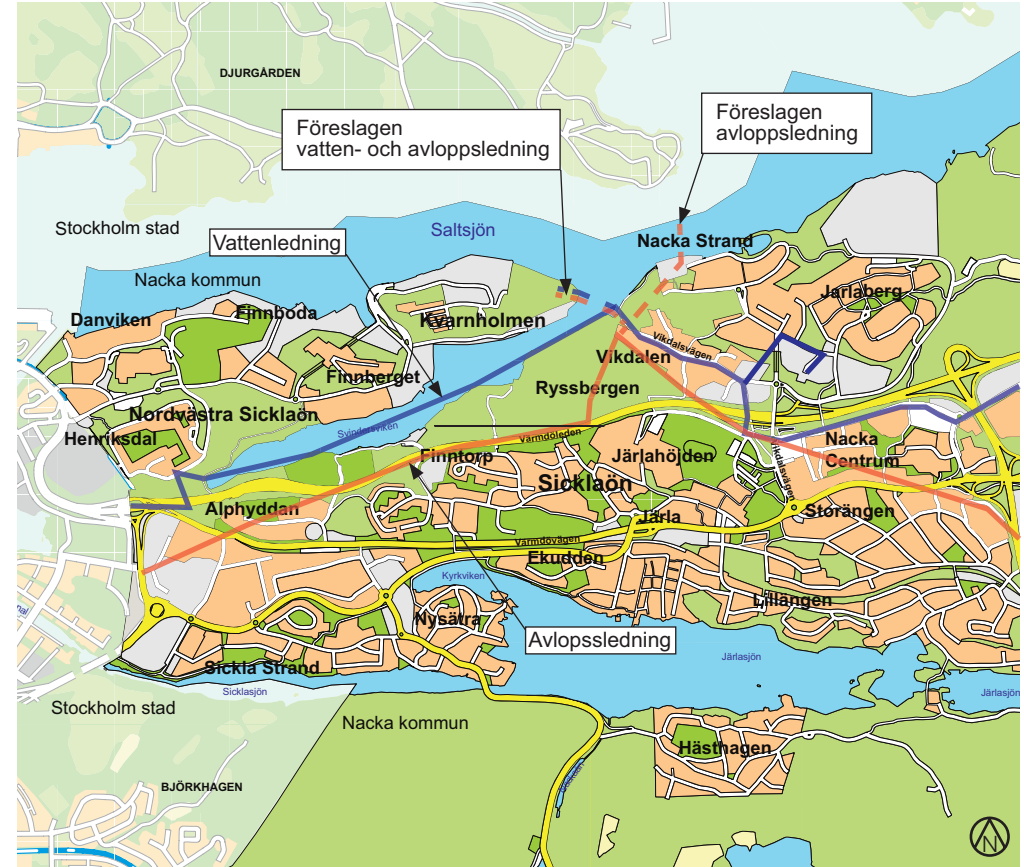 DJURGÅRDEN
Föreslagen
vatten- och avloppsledning
Föreslagen
avloppsledning
Stockholm stad
Vattenledning
Saltsjön
Nacka Strand
Nacka kommun
Jarlaberg
Danviken
Finnboda
Kvarnholmen
Vikdalsvägen
Vikdalen
Finnberget
Ryssbergen
Nordvästra Sicklaön
Svindersviken
Henriksdal
Värmdöleden
Nacka
Centrum
Finntorp
Järlahöjden
Vikdalsvägen
Sicklaön
Alphyddan
Storängen
Järla
Värmdövägen
Ekudden
Kyrkviken
Lillängen
Nysätra
Avlopssledning
Järlasjön
Sickla Strand
Sicklasjön
Järlasjön
Stockholm stad
Nacka kommun
Hästhagen
BJÖRKHAGEN
N